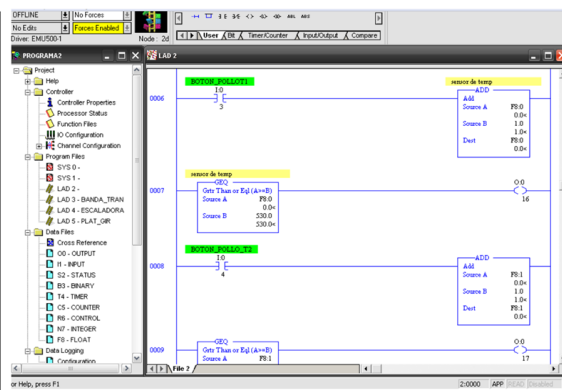 OFFLINE No Forces
No Edits Forces Enabled
Driver: EMU500-1 Node : 2d
ABL ABS
User Bit Timer/Counter Input/Output Compare
PROGRAMA2
LAD 2
Project
Help
Controller
Controller Properties
Processor Status
Function Files
IO Configuration
Channel Configuration
Program Files
SYS 0 -
SYS 1 -
LAD 2 -
LAD 3 - BANDA_TRAN
LAD 4 - ESCALADORA
LAD 5 - PLAT_GIR
Data Files
Cross Reference
O0 - OUTPUT
I1 - INPUT
S2 - STATUS
B3 - BINARY
T4 - TIMER
C5 - COUNTER
R6 - CONTROL
N7 - INTEGER
F8 - FLOAT
Data Logging
Configuration
BOTON_POLLOT1
I:0
0006
3
sensor de temp
ADD
Add
Source A F8:0
0.0<
Source B 1.0
1.0<
Dest F8:0
0.0<
sensor de temp
GEQ
0007
Grtr Than or Eql (A>=B)
Source A F8:0
0.0<
Source B 530.0
530.0<
O:0
16
BOTON_POLLO_T2
I:0
0008
4
ADD
Add
Source A F8:1
0.0<
Source B 1.0
1.0<
Dest F8:1
0.0<
GEQ
0009
Grtr Than or Eql (A>=B)
Source A F8:1
O:0
17
File 2
or Help, press F1
2:0000 APP READ Disabled